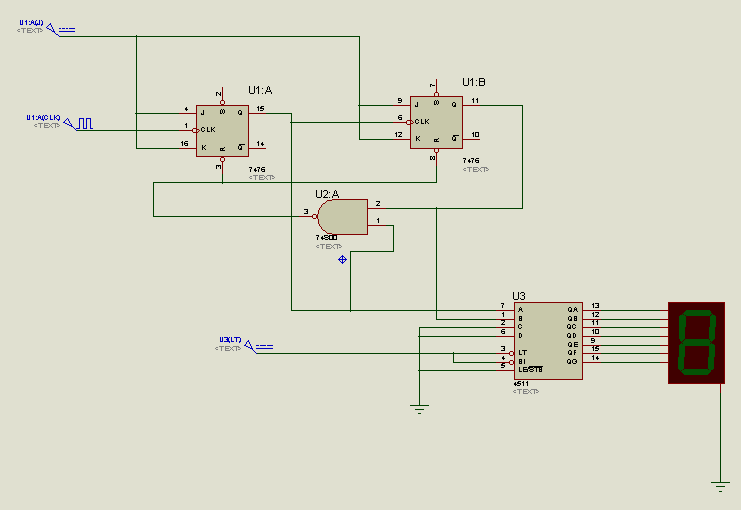 U1:A(J)
<TEXT>
U1:A U1:B
2 7
4 J S Q 15 9 J S Q 11
U1:A(CLK)
<TEXT>
1 CLK 6 CLK
16 K R Q 14 12 K R Q 10
3 8
7476 7476
<TEXT> <TEXT>
U2:A
3 2
1
74S00
<TEXT>
U3
7 A QA 13
1 B QB 12
2 C QC 11
6 D QD 10
QE 9
U3(LT)
<TEXT>
3 LT QF 15
4 BI QG 14
5 LE/STB
4511
<TEXT>